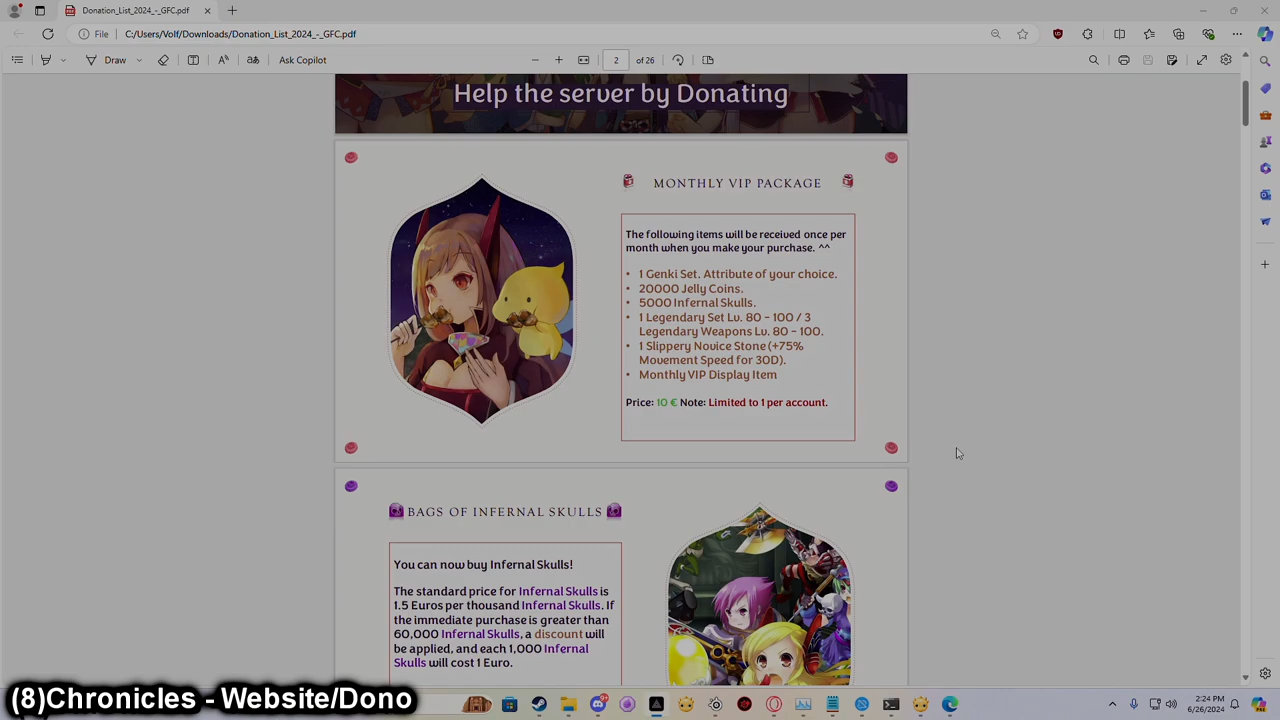 Donation_List_2024_-_GFC.pdf
File
C:/Users/Volf/Downloads/Donation_List_2024_-_GFC.pdf
Draw
Ask Copilot
2 of 26
Help the server by Donating
MONTHLY VIP PACKAGE
The following items will be received once per
month when you make your purchase. ^^
• 1 Genki Set. Attribute of your choice.
• 20000 Jelly Coins.
• 5000 Infernal Skulls.
• 1 Legendary Set Lv. 80 - 100 / 3
Legendary Weapons Lv. 80 - 100.
• 1 Slippery Novice Stone (+75%
Movement Speed for 30D).
• Monthly VIP Display Item
Price: 10 € Note: Limited to 1 per account.
BAGS OF INFERNAL SKULLS
You can now buy Infernal Skulls!
The standard price for Infernal Skulls is
1.5 Euros per thousand Infernal Skulls. If
the immediate purchase is greater than
60,000 Infernal Skulls, a discount will
be applied, and each 1,000 Infernal
Skulls will cost 1 Euro.
(8)Chronicles - Website/Dono
2:24 PM
6/26/2024